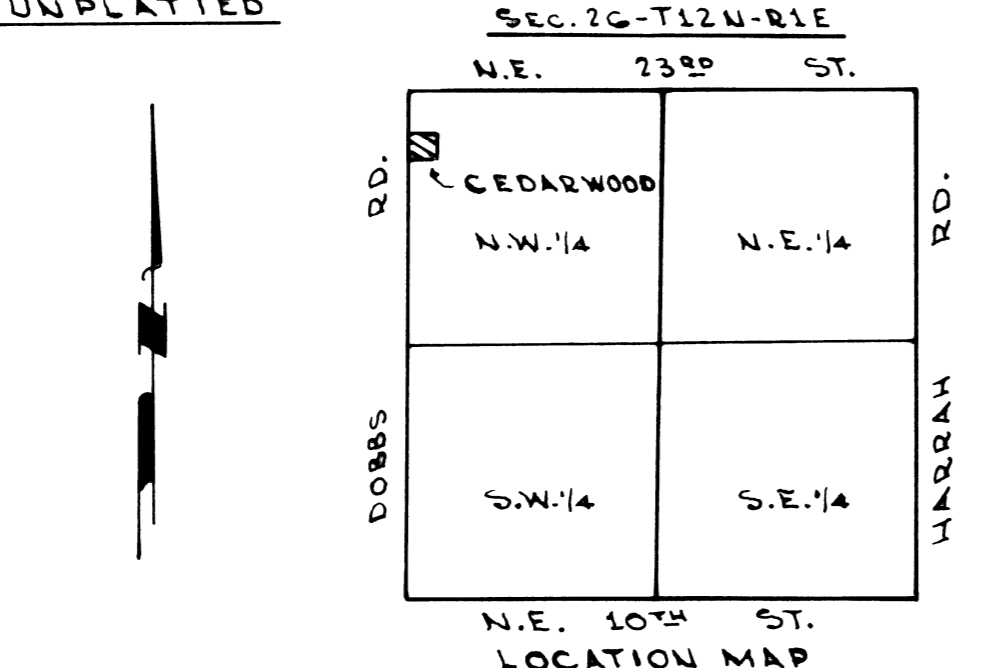 UNPLATTED
SEC. 26-T12N-R1E
N.E. 23RD ST.
RD.
CEDARWOOD
RD.
N.W. 1/4
N.E. 1/4
N
DOBBS
HARRAH
S.W. 1/4
S.E. 1/4
N.E. 10TH ST.
LOCATION MAP